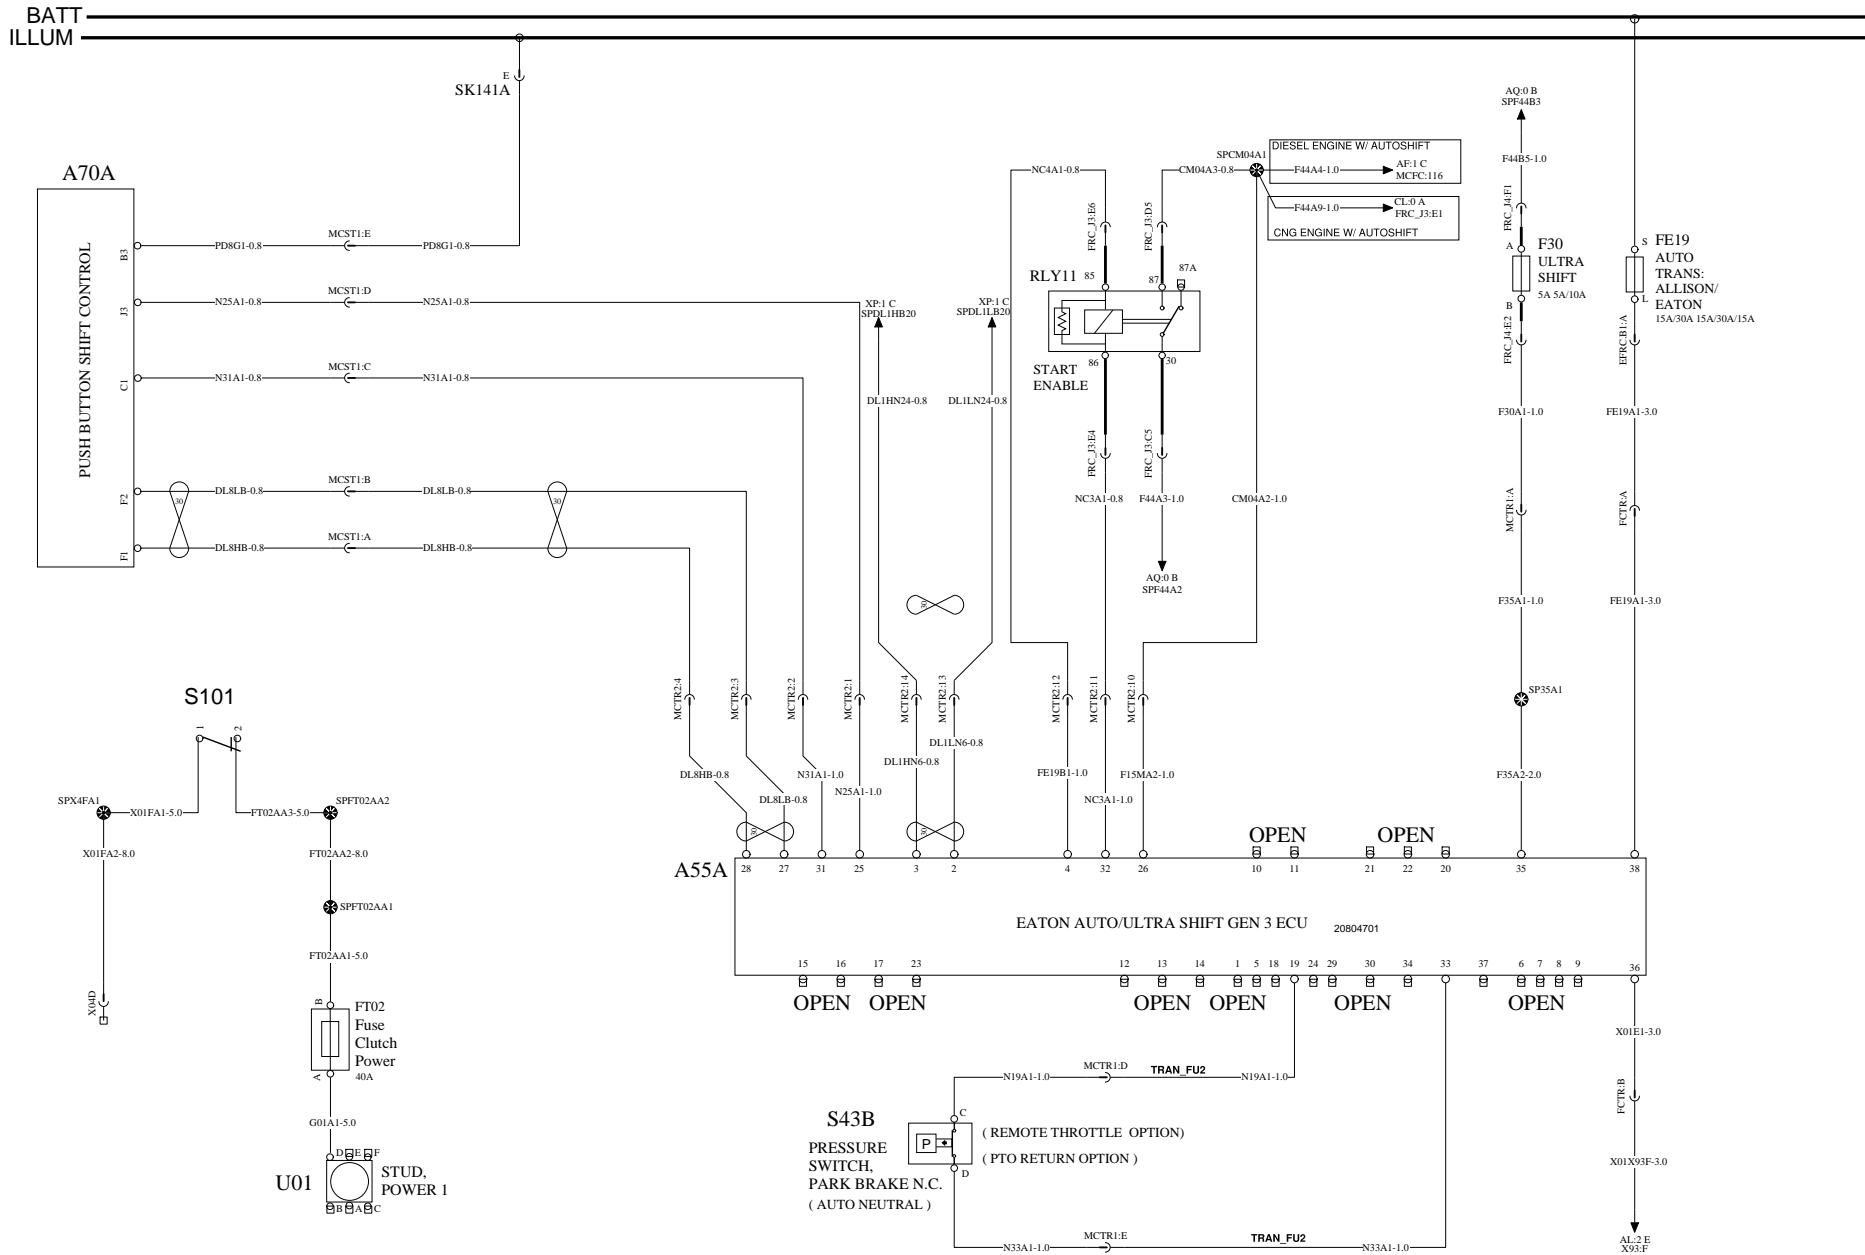 BATT
ILLUM
E
SK141A
A70A
PUSH BUTTON SHIFT CONTROL
B3
PD8G1-0.8
MCST1:E
PD8G1-0.8
J3
N25A1-0.8
MCST1:D
N25A1-0.8
C1
N31A1-0.8
MCST1:C
N31A1-0.8
F2
30
DL8LB-0.8
MCST1:B
DL8LB-0.8
30
F1
DL8HB-0.8
MCST1:A
DL8HB-0.8
XP:1 C
SPDL1HB20
XP:1 C
SPDL1LB20
DL1HN24-0.8
DL1LN24-0.8
30
NC4A1-0.8
CM04A3-0.8
SPCM04A1
DIESEL ENGINE W/ AUTOSHIFT
F44A4-1.0
AF:1 C
MCFC:116
F44A9-1.0
CL:0 A
FRC_J3:E1
CNG ENGINE W/ AUTOSHIFT
FRC_J3:E6
FRC_J3:D5
RLY11
85
87
87A
86
30
START
ENABLE
FRC_J3:E4
FRC_J3:C5
NC3A1-0.8
F44A3-1.0
CM04A2-1.0
AQ:0 B
SPF44A2
AQ:0 B
SPF44B3
F44B5-1.0
FRC_J4:F1
A
F30
ULTRA
SHIFT
5A 5A/10A
B
FRC_J4:E2
S
FE19
AUTO
TRANS:
ALLISON/
EATON
15A/30A 15A/30A/15A
L
EFRC.B1:A
F30A1-1.0
FE19A1-3.0
MCTR1:A
FCTR:A
F35A1-1.0
FE19A1-3.0
SP35A1
F35A2-2.0
MCTR2:4
MCTR2:3
MCTR2:2
MCTR2:1
MCTR2:14
MCTR2:13
MCTR2:12
MCTR2:11
MCTR2:10
DL8HB-0.8
DL8LB-0.8
N31A1-1.0
N25A1-1.0
DL1HN6-0.8
DL1LN6-0.8
FE19B1-1.0
NC3A1-1.0
F15MA2-1.0
30
30
S101
1
2
SPX4FA1
X01FA1-5.0
FT02AA3-5.0
SPFT02AA2
X01FA2-8.0
FT02AA2-8.0
SPFT02AA1
FT02AA1-5.0
X04D
B
FT02
Fuse
Clutch
Power
40A
A
G01A1-5.0
D E F
U01
STUD,
POWER 1
B A C
OPEN
OPEN
A55A
28 27 31 25 3 2 4 32 26 10 11 21 22 20 35 38
EATON AUTO/ULTRA SHIFT GEN 3 ECU
20804701
15 16 17 23 12 13 14 1 5 18 19 24 29 30 34 33 37 6 7 8 9 36
OPEN OPEN OPEN OPEN OPEN OPEN
X01E1-3.0
FCTR:B
X01X93F-3.0
AL:2 E
X93:F
N19A1-1.0
MCTR1:D
TRAN_FU2
N19A1-1.0
S43B
PRESSURE
SWITCH,
PARK BRAKE N.C.
( AUTO NEUTRAL )
C
P
D
( REMOTE THROTTLE OPTION)
( PTO RETURN OPTION )
N33A1-1.0
MCTR1:E
TRAN_FU2
N33A1-1.0